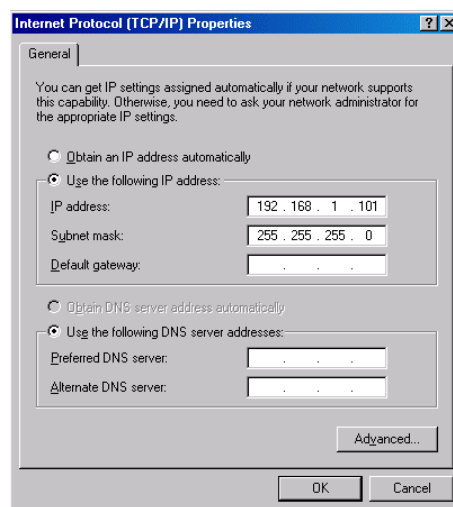 Internet Protocol (TCP/IP) Properties
General
You can get IP settings assigned automatically if your network supports
this capability. Otherwise, you need to ask your network administrator for
the appropriate IP settings.
Obtain an IP address automatically
Use the following IP address:
IP address: 192 . 168 . 1 . 101
Subnet mask: 255 . 255 . 255 . 0
Default gateway: . . .
Obtain DNS server address automatically
Use the following DNS server addresses:
Preferred DNS server: . . .
Alternate DNS server: . . .
Advanced...
OK Cancel